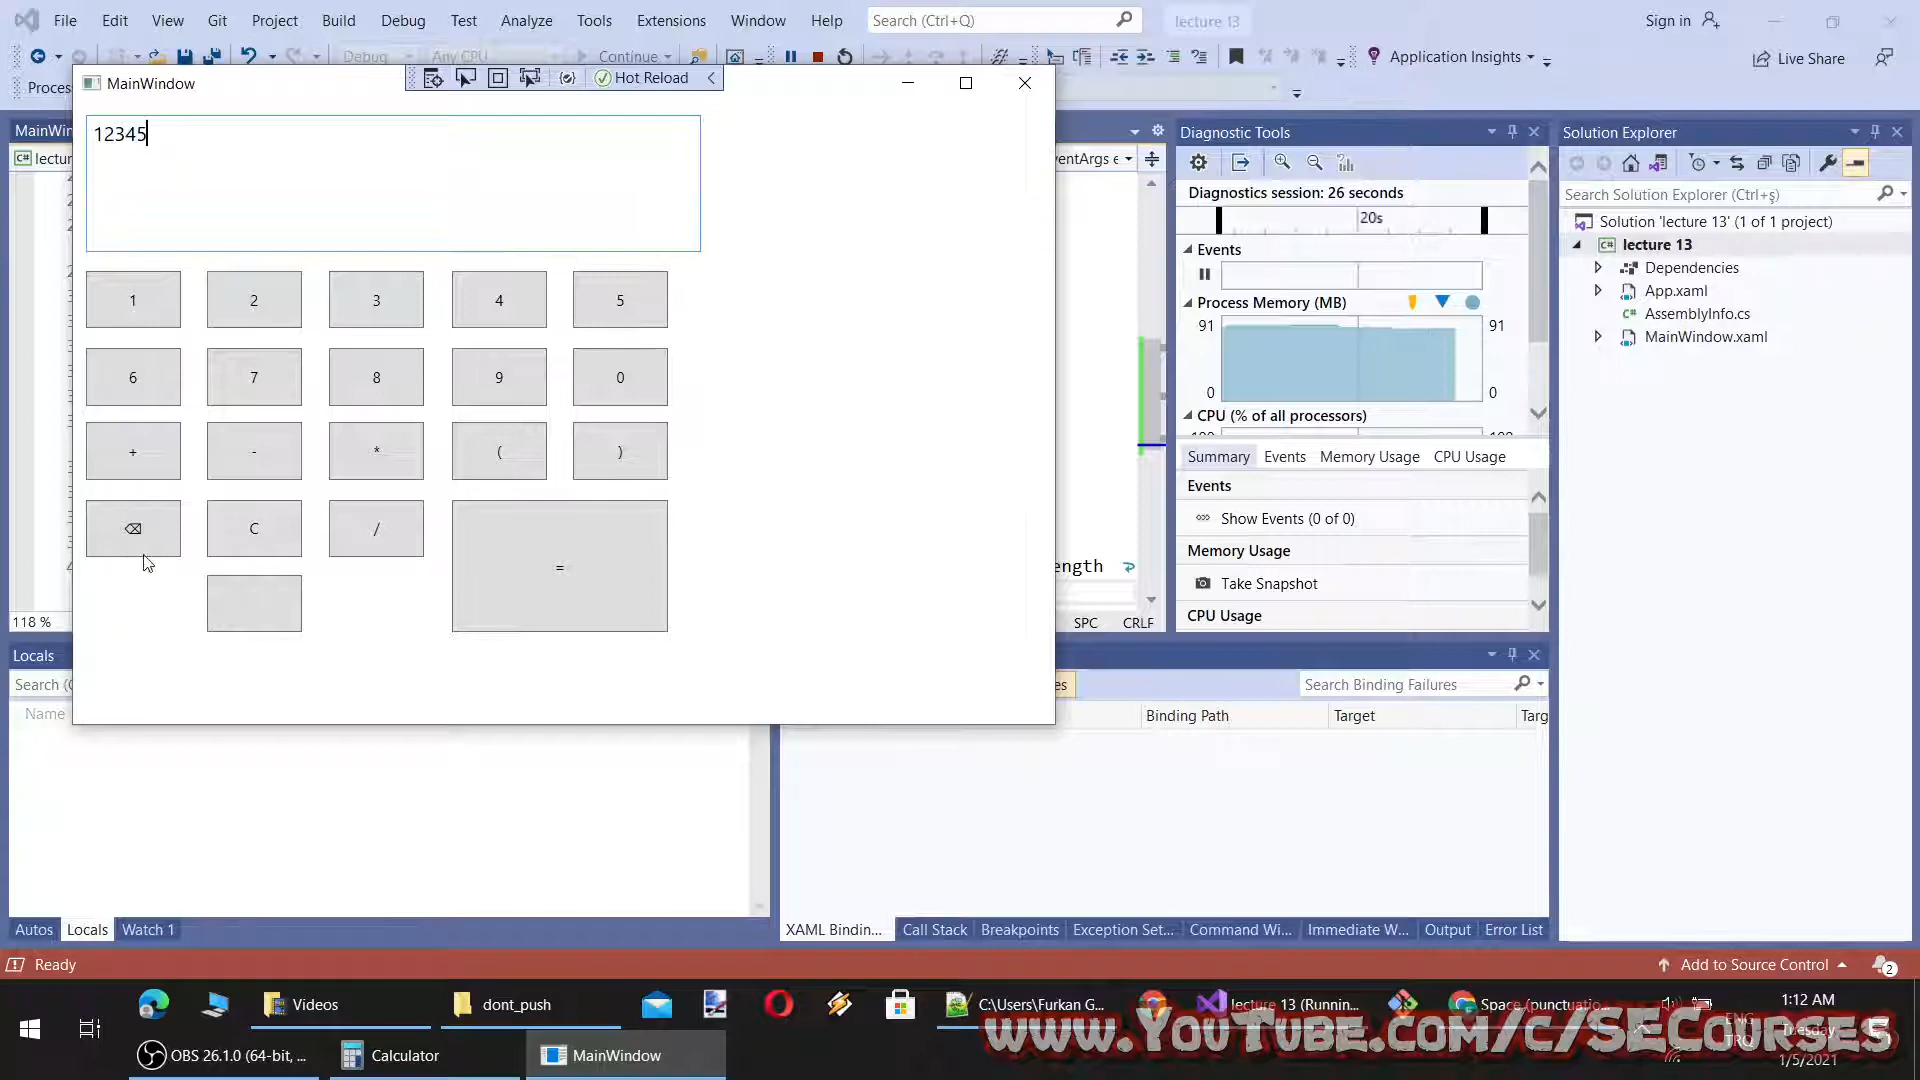 File Edit View Git Project Build Debug Test Analyze Tools Extensions Window Help Search (Ctrl+Q) lecture 13 Sign in
Debug Any CPU Continue Application Insights Live Share
Proces
MainWindow Hot Reload
12345
1 2 3 4 5
6 7 8 9 0
+ - * ( )
⌫ C / =
MainWin
lectur
entArgs e
ength
118 %
SPC CRLF
Diagnostic Tools
Diagnostics session: 26 seconds
20s
Events
Process Memory (MB)
91 91
0 0
CPU (% of all processors)
Summary Events Memory Usage CPU Usage
Events
Show Events (0 of 0)
Memory Usage
Take Snapshot
CPU Usage
Solution Explorer
Search Solution Explorer (Ctrl+ş)
Solution 'lecture 13' (1 of 1 project)
lecture 13
Dependencies
App.xaml
AssemblyInfo.cs
MainWindow.xaml
Locals
Search (C
Name
es Search Binding Failures
Binding Path Target Targ
Autos Locals Watch 1
XAML Bindin... Call Stack Breakpoints Exception Set... Command Wi... Immediate W... Output Error List
Ready Add to Source Control 2
Videos dont_push C:\Users\Furkan G... lecture 13 (Runnin... Space (punctuatio...
OBS 26.1.0 (64-bit, ... Calculator MainWindow
ENG
TRQ
1:12 AM
Tuesday
1/5/2021
www.YouTube.com/c/SECourses